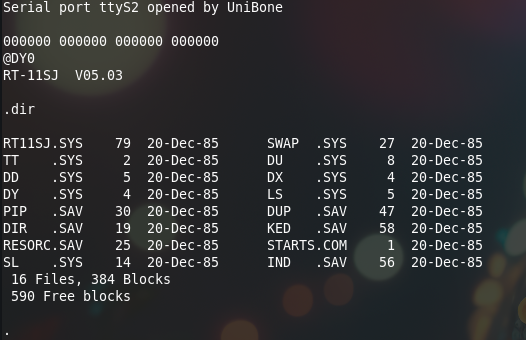 Serial port ttyS2 opened by UniBone
000000 000000 000000 000000
@DY0
RT-11SJ  V05.03
.dir
RT11SJ.SYS    79  20-Dec-85      SWAP  .SYS    27  20-Dec-85
TT    .SYS     2  20-Dec-85      DU    .SYS     8  20-Dec-85
DD    .SYS     5  20-Dec-85      DX    .SYS     4  20-Dec-85
DY    .SYS     4  20-Dec-85      LS    .SYS     5  20-Dec-85
PIP   .SAV    30  20-Dec-85      DUP   .SAV    47  20-Dec-85
DIR   .SAV    19  20-Dec-85      KED   .SAV    58  20-Dec-85
RESORC.SAV    25  20-Dec-85      STARTS.COM     1  20-Dec-85
SL    .SYS    14  20-Dec-85      IND   .SAV    56  20-Dec-85
 16 Files, 384 Blocks
 590 Free blocks
.